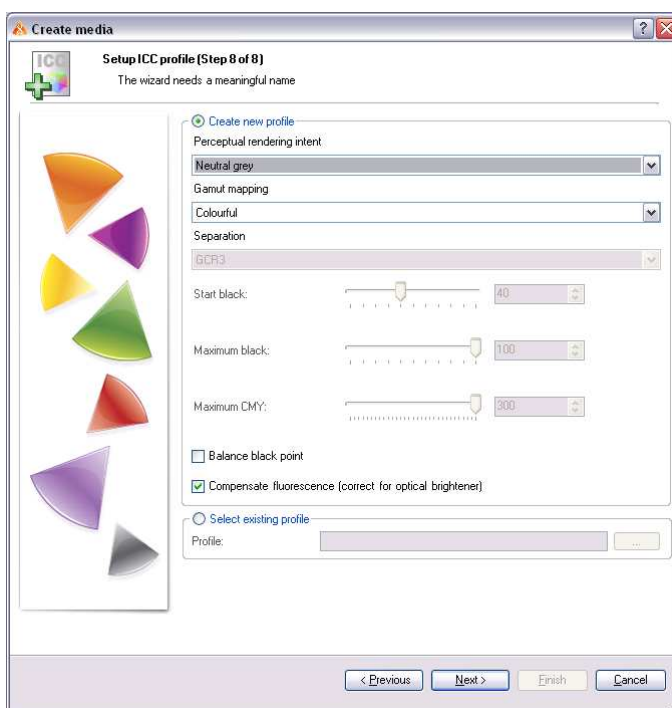 Create media
ICC
Setup ICC profile (Step 8 of 8)
The wizard needs a meaningful name
Create new profile
Perceptual rendering intent
Neutral grey
Gamut mapping
Colourful
Separation
GCR3
Start black: 40
Maximum black: 100
Maximum CMY: 300
Balance black point
Compensate fluorescence (correct for optical brightener)
Select existing profile
Profile: ...
< Previous Next > Finish Cancel